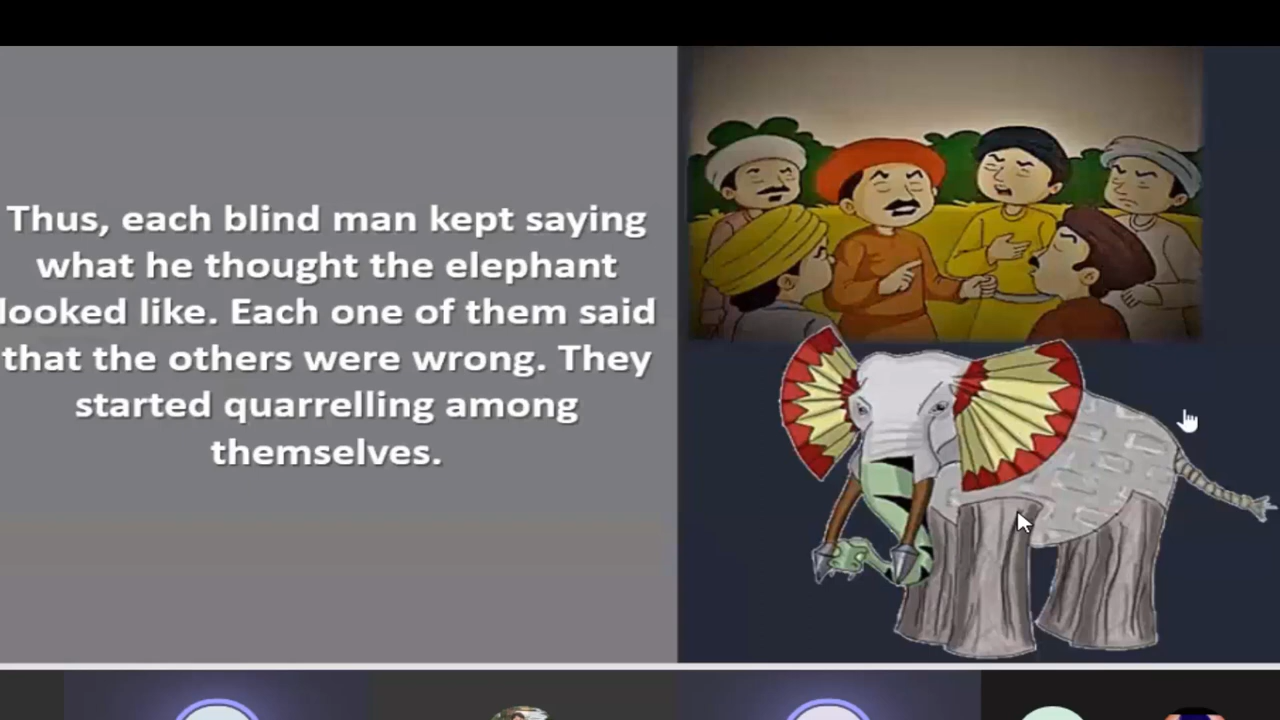 Thus, each blind man kept saying
what he thought the elephant
looked like. Each one of them said
that the others were wrong. They
started quarrelling among
themselves.